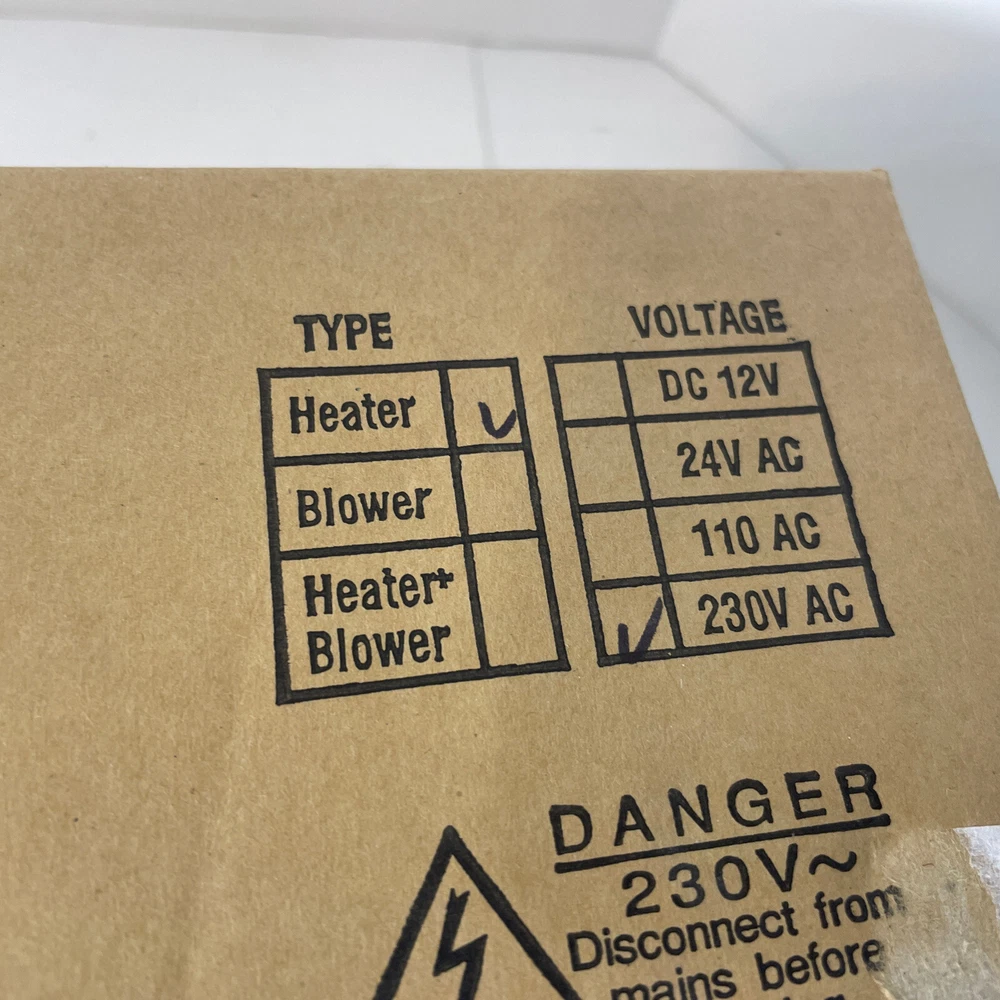 TYPE
Heater
Blower
Heater+
Blower
VOLTAGE
DC 12V
24V AC
110 AC
230V AC
DANGER
230V~
Disconnect from
mains before